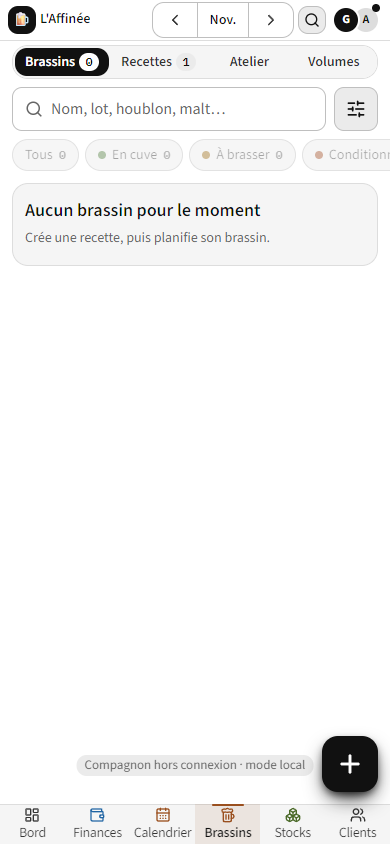 L'Affinée
Nov.
G A
Brassins 0 Recettes 1 Atelier Volumes
Nom, lot, houblon, malt…
Tous 0 En cuve 0 À brasser 0 Conditionn
Aucun brassin pour le moment
Crée une recette, puis planifie son brassin.
Compagnon hors connexion · mode local
Bord Finances Calendrier Brassins Stocks Clients